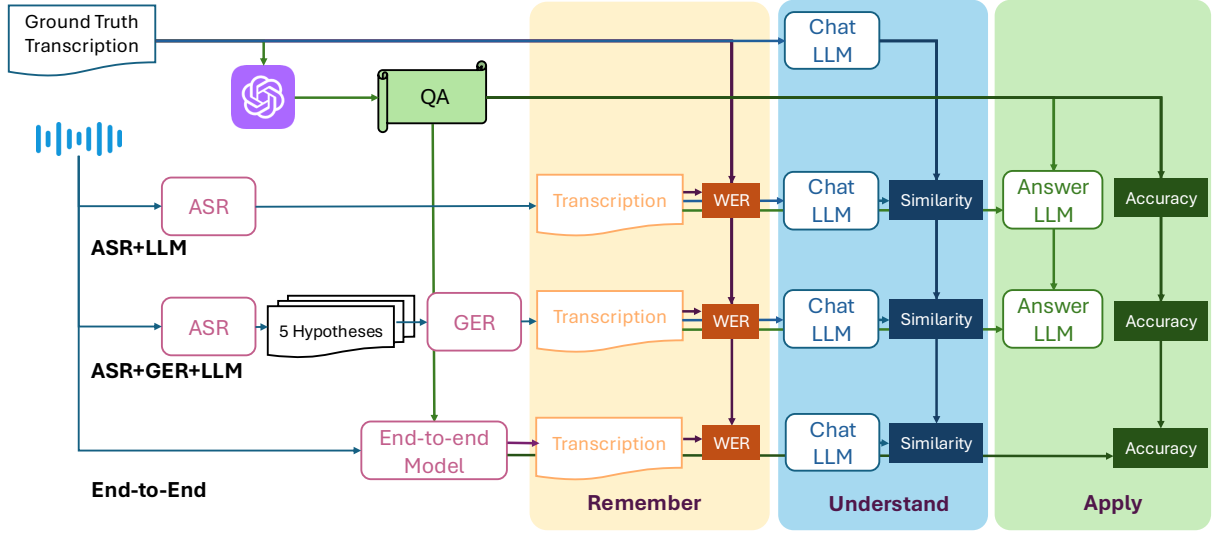 Ground Truth
Transcription
Chat
LLM
QA
ASR
Transcription
WER
Chat
LLM
Similarity
Answer
LLM
Accuracy
ASR+LLM
ASR
5 Hypotheses
GER
Transcription
WER
Chat
LLM
Similarity
Answer
LLM
Accuracy
ASR+GER+LLM
End-to-end
Model
Transcription
WER
Chat
LLM
Similarity
Accuracy
End-to-End
Remember
Understand
Apply